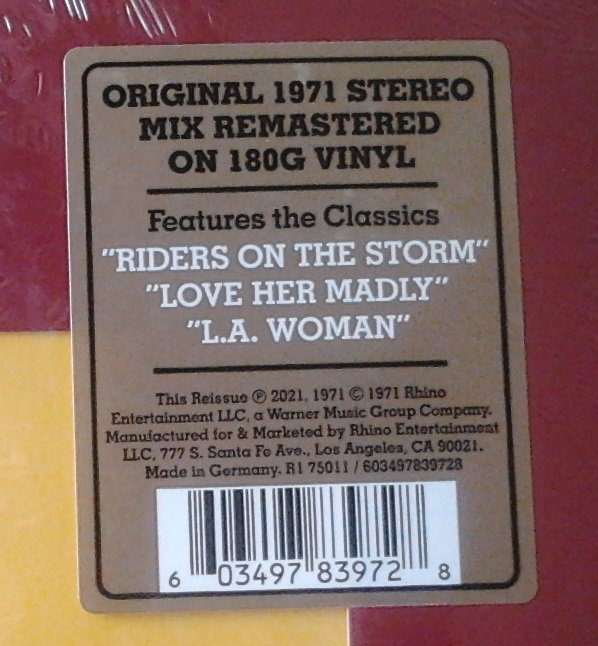 ORIGINAL 1971 STEREO
MIX REMASTERED
ON 180G VINYL
Features the Classics
"RIDERS ON THE STORM"
"LOVE HER MADLY"
"L.A. WOMAN"
This Reissue ℗ 2021, 1971 © 1971 Rhino
Entertainment LLC, a Warner Music Group Company.
Manufactured for & Marketed by Rhino Entertainment
LLC, 777 S. Santa Fe Ave., Los Angeles, CA 90021.
Made in Germany. R1 75011 / 603497839728
6 03497 83972 8